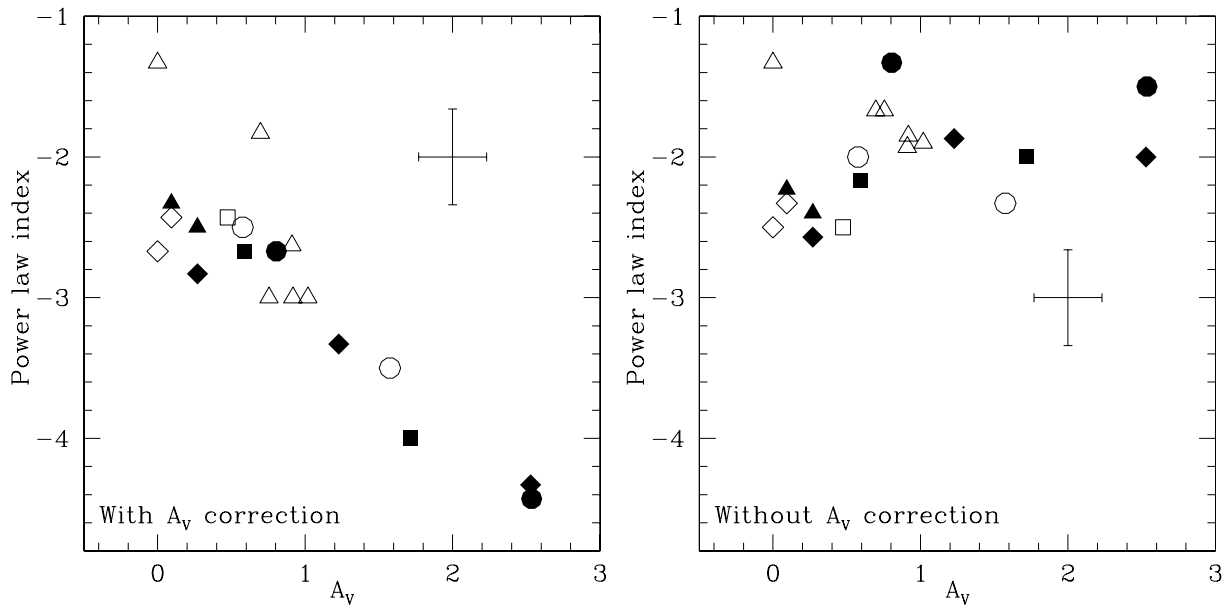 −1
−2
−3
−4
Power law index
With A_V correction
0
1
2
3
A_V
−1
−2
−3
−4
Power law index
Without A_V correction
0
1
2
3
A_V